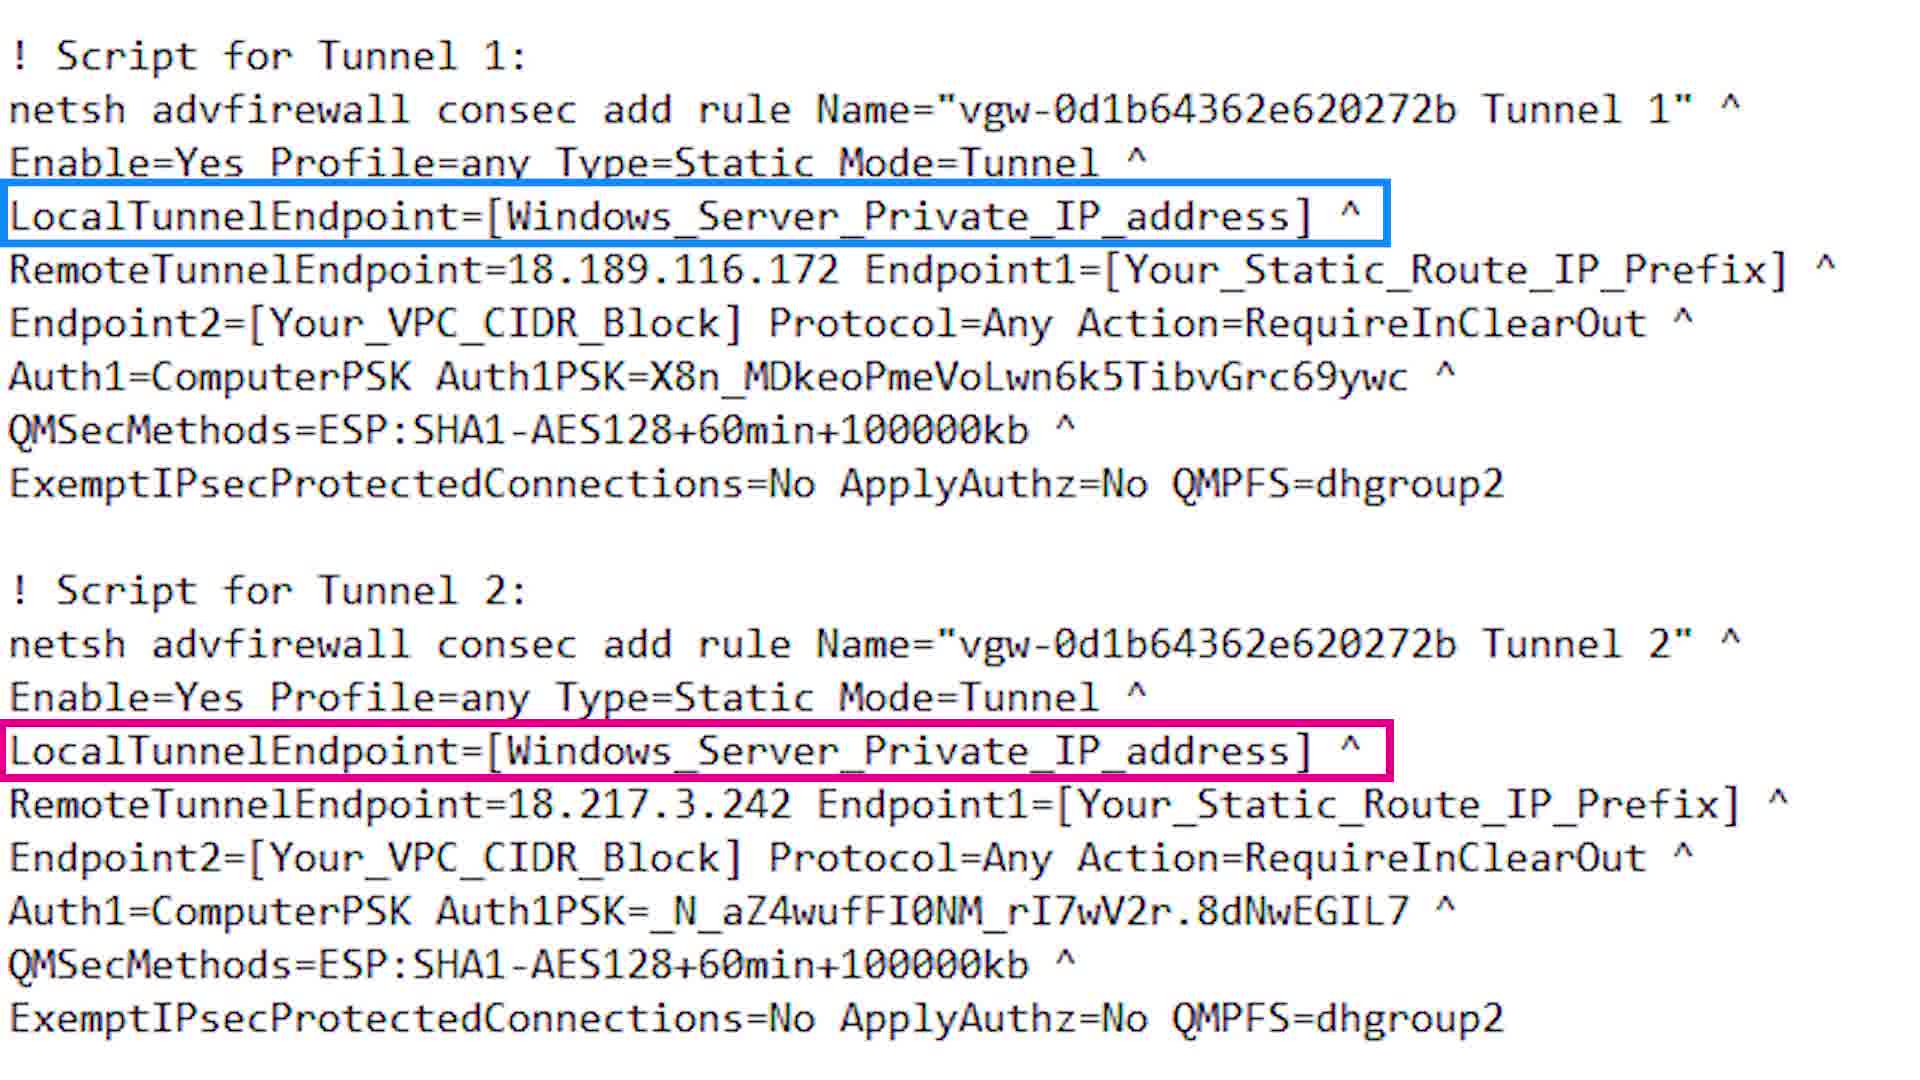 ! Script for Tunnel 1:
netsh advfirewall consec add rule Name="vgw-0d1b64362e620272b Tunnel 1" ^
Enable=Yes Profile=any Type=Static Mode=Tunnel ^
LocalTunnelEndpoint=[Windows_Server_Private_IP_address] ^
RemoteTunnelEndpoint=18.189.116.172 Endpoint1=[Your_Static_Route_IP_Prefix] ^
Endpoint2=[Your_VPC_CIDR_Block] Protocol=Any Action=RequireInClearOut ^
Auth1=ComputerPSK Auth1PSK=X8n_MDkeoPmeVoLwn6k5TibvGrc69ywc ^
QMSecMethods=ESP:SHA1-AES128+60min+100000kb ^
ExemptIPsecProtectedConnections=No ApplyAuthz=No QMPFS=dhgroup2
! Script for Tunnel 2:
netsh advfirewall consec add rule Name="vgw-0d1b64362e620272b Tunnel 2" ^
Enable=Yes Profile=any Type=Static Mode=Tunnel ^
LocalTunnelEndpoint=[Windows_Server_Private_IP_address] ^
RemoteTunnelEndpoint=18.217.3.242 Endpoint1=[Your_Static_Route_IP_Prefix] ^
Endpoint2=[Your_VPC_CIDR_Block] Protocol=Any Action=RequireInClearOut ^
Auth1=ComputerPSK Auth1PSK=_N_aZ4wufFI0NM_rI7wV2r.8dNwEGIL7 ^
QMSecMethods=ESP:SHA1-AES128+60min+100000kb ^
ExemptIPsecProtectedConnections=No ApplyAuthz=No QMPFS=dhgroup2